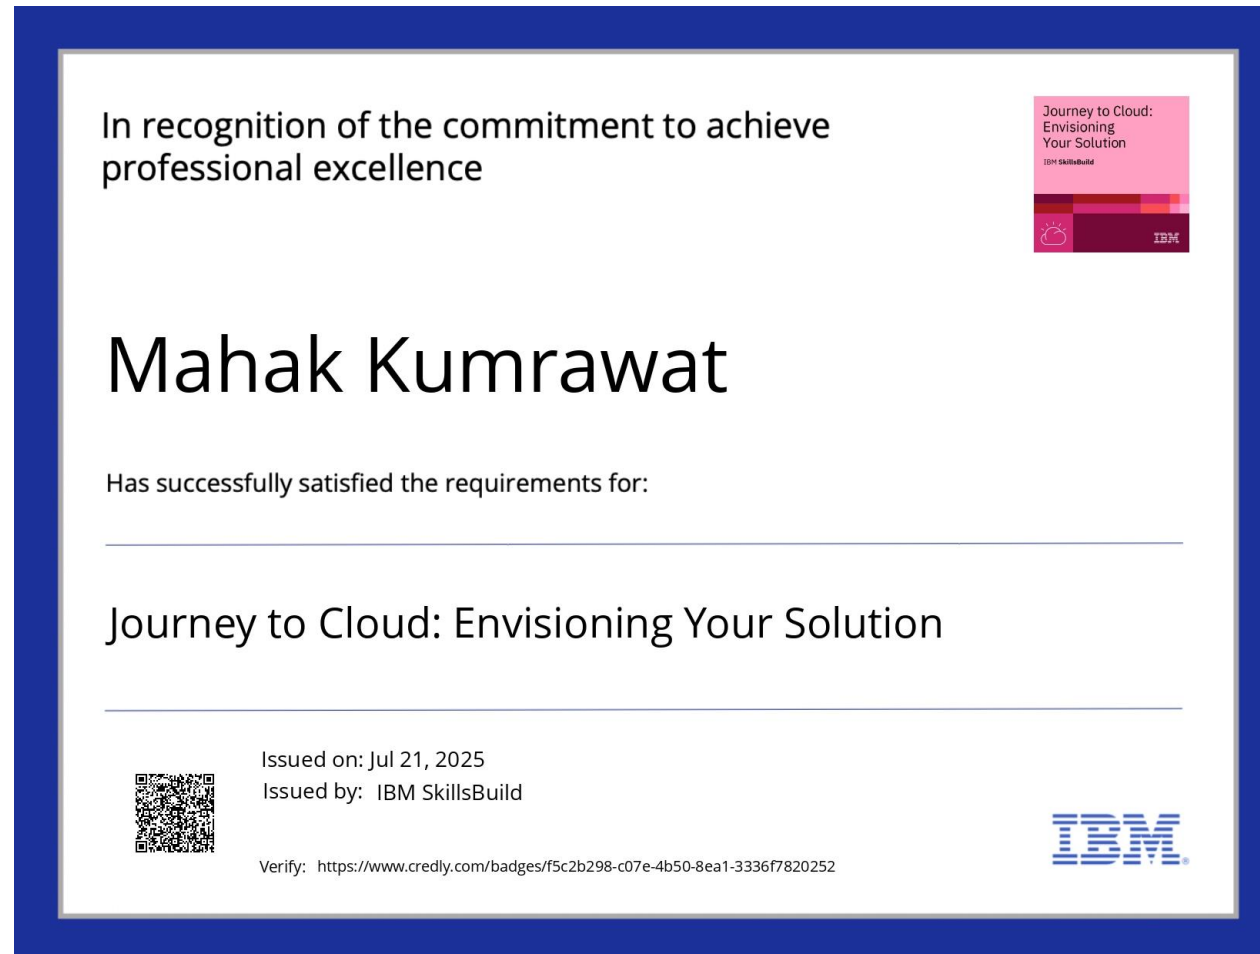 In recognition of the commitment to achieve
professional excellence
Journey to Cloud:
Envisioning
Your Solution
IBM SkillsBuild
IBM
Mahak Kumrawat
Has successfully satisfied the requirements for:
Journey to Cloud: Envisioning Your Solution
Issued on: Jul 21, 2025
Issued by: IBM SkillsBuild
Verify: https://www.credly.com/badges/f5c2b298-c07e-4b50-8ea1-3336f7820252
IBM®